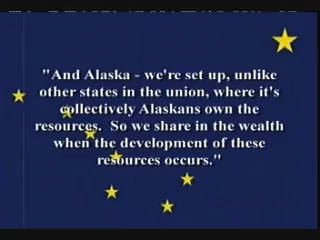 "And Alaska - we're set up, unlike
other states in the union, where it's
collectively Alaskans own the
resources.  So we share in the wealth
when the development of these
resources occurs."